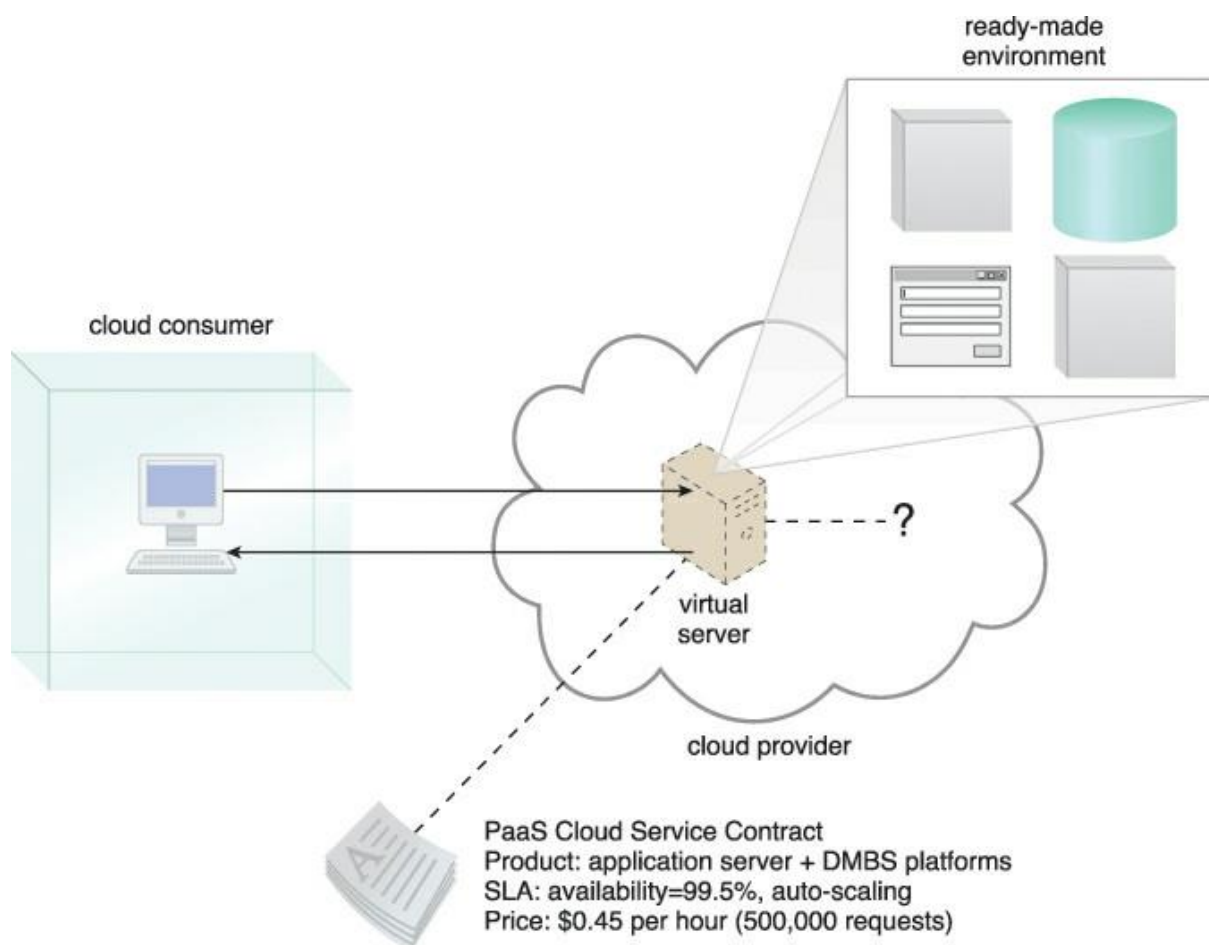 ready-made
environment
cloud consumer
?
virtual
server
cloud provider
A
PaaS Cloud Service Contract
Product: application server + DMBS platforms
SLA: availability=99.5%, auto-scaling
Price: $0.45 per hour (500,000 requests)